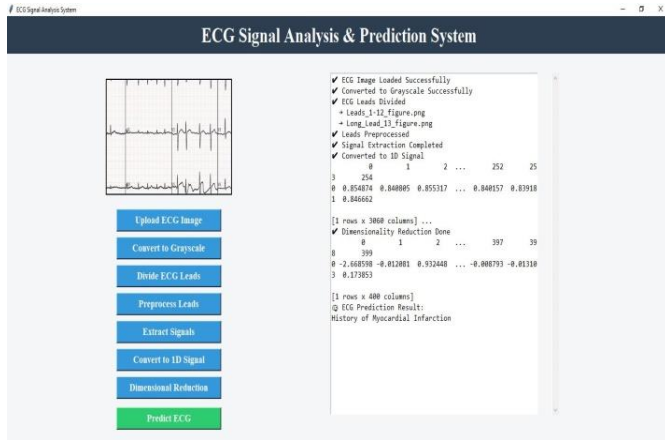 ECG Signal Analysis System
ECG Signal Analysis & Prediction System
Upload ECG Image
Convert to Grayscale
Divide ECG Leads
Preprocess Leads
Extract Signals
Convert to 1D Signal
Dimensional Reduction
Predict ECG
✔ ECG Image Loaded Successfully
✔ Converted to Grayscale Successfully
✔ ECG Leads Divided
→ Leads_1-12_figure.png
→ Long_Lead_13_figure.png
✔ Leads Preprocessed
✔ Signal Extraction Completed
✔ Converted to 1D Signal
0 1 2 ... 252 25
3 254
0 0.854874 0.840805 0.855317 ... 0.840157 0.83918
1 0.846662
[1 rows x 3060 columns] ...
✔ Dimensionality Reduction Done
0 1 2 ... 397 39
8 399
0 -2.668598 -0.012081 0.932448 ... -0.008793 -0.01310
3 0.173853
[1 rows x 400 columns]
ECG Prediction Result:
History of Myocardial Infarction